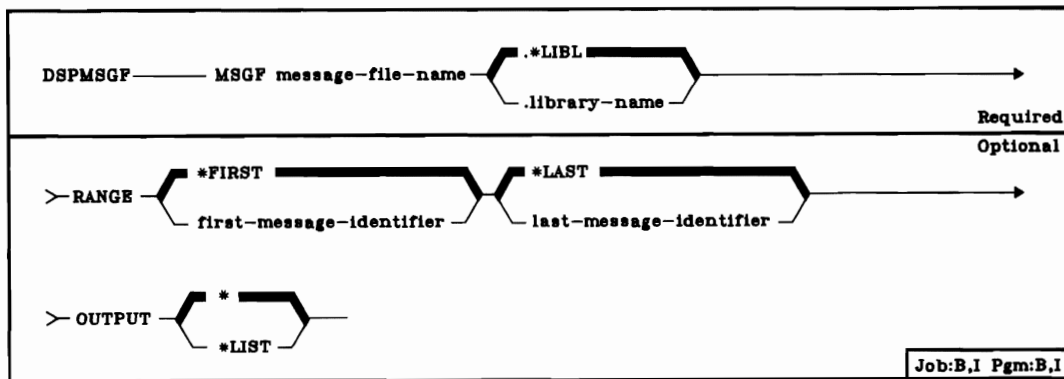 .*LIBL
DSPMSGF MSGF message-file-name
.library-name
Required
Optional
*FIRST *LAST
RANGE
first-message-identifier last-message-identifier
*
OUTPUT
*LIST
Job:B,I Pgm:B,I